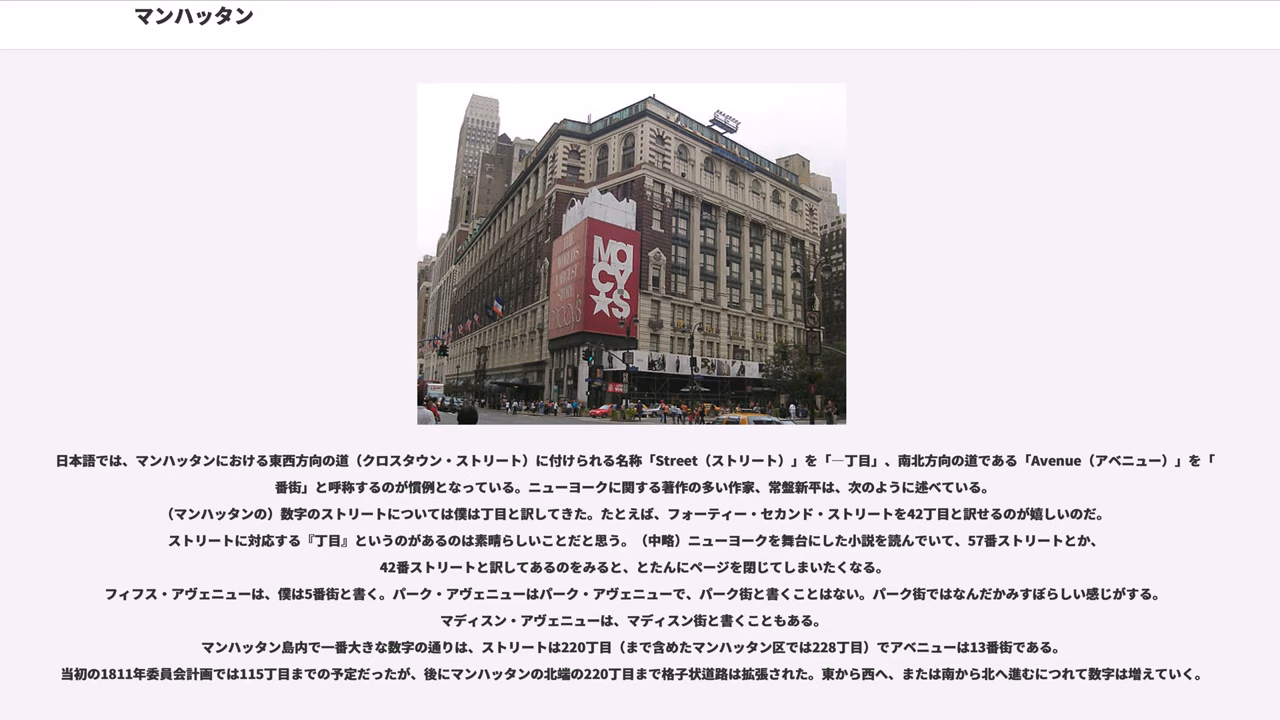 マンハッタン
THE
WORLD'S
LARGEST
STORE
MACY'S
MACY★S
日本語では、マンハッタンにおける東西方向の道（クロスタウン・ストリート）に付けられる名称「Street（ストリート）」を「―丁目」、南北方向の道である「Avenue（アベニュー）」を「
番街」と呼称するのが慣例となっている。ニューヨークに関する著作の多い作家、常盤新平は、次のように述べている。
（マンハッタンの）数字のストリートについては僕は丁目と訳してきた。たとえば、フォーティー・セカンド・ストリートを42丁目と訳せるのが嬉しいのだ。
ストリートに対応する『丁目』というのがあるのは素晴らしいことだと思う。（中略）ニューヨークを舞台にした小説を読んでいて、57番ストリートとか、
42番ストリートと訳してあるのをみると、とたんにページを閉じてしまいたくなる。
フィフス・アヴェニューは、僕は5番街と書く。パーク・アヴェニューはパーク・アヴェニューで、パーク街と書くことはない。パーク街ではなんだかみすぼらしい感じがする。
マディスン・アヴェニューは、マディスン街と書くこともある。
マンハッタン島内で一番大きな数字の通りは、ストリートは220丁目（まで含めたマンハッタン区では228丁目）でアベニューは13番街である。
当初の1811年委員会計画では115丁目までの予定だったが、後にマンハッタンの北端の220丁目まで格子状道路は拡張された。東から西へ、または南から北へ進むにつれて数字は増えていく。